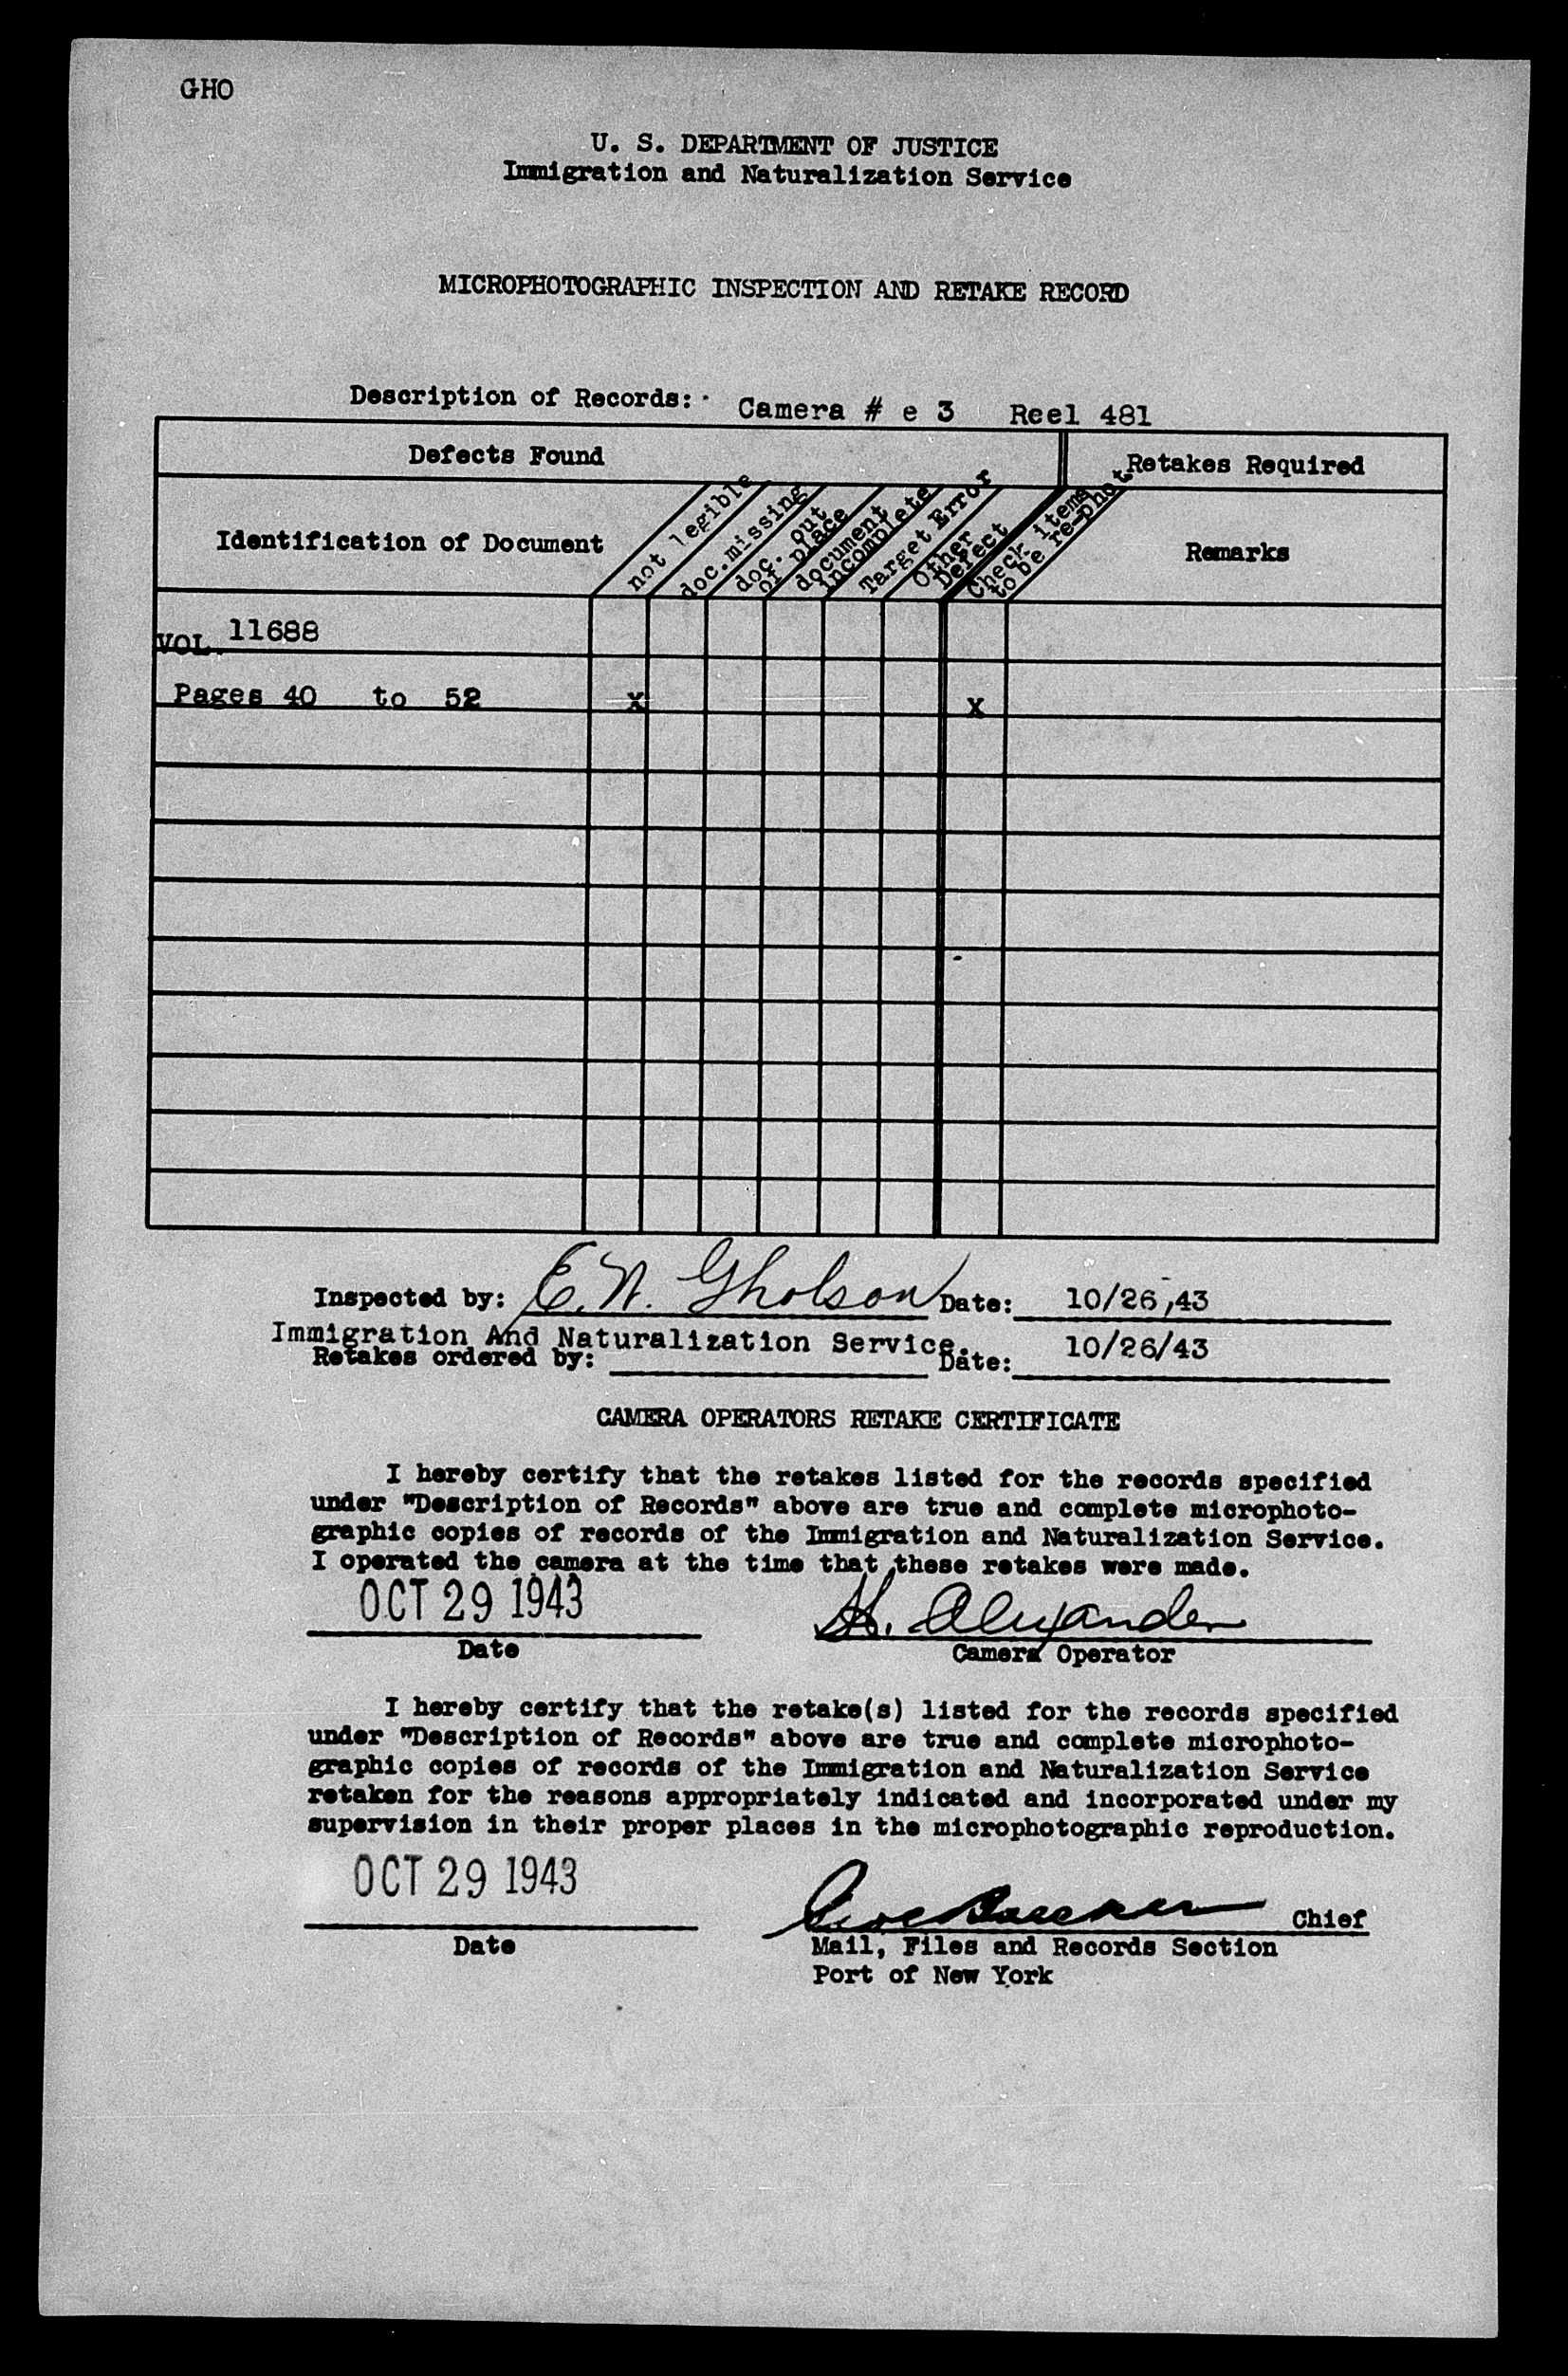 GHO
U. S. DEPARTMENT OF JUSTICE
Immigration and Naturalization Service
MICROPHOTOGRAPHIC INSPECTION AND RETAKE RECORD
Description of Records: Camera # e 3 Reel 481
Defects Found
Retakes Required
Identification of Document
not legible
doc.missing
doc. out
of place
document
incomplete
Target Error
Other
Defect
Check items
to be re-phot.
Remarks
VOL. 11688
Pages 40 to 52 X X
Inspected by: E. N. Gholson Date: 10/26,43
Immigration And Naturalization Service. 10/26/43
Retakes ordered by: Date:
CAMERA OPERATORS RETAKE CERTIFICATE
I hereby certify that the retakes listed for the records specified
under "Description of Records" above are true and complete microphoto-
graphic copies of records of the Immigration and Naturalization Service.
I operated the camera at the time that these retakes were made.
OCT 29 1943 H. Alexander
Date Camera Operator
I hereby certify that the retake(s) listed for the records specified
under "Description of Records" above are true and complete microphoto-
graphic copies of records of the Immigration and Naturalization Service
retaken for the reasons appropriately indicated and incorporated under my
supervision in their proper places in the microphotographic reproduction.
OCT 29 1943
Chief
Date Mail, Files and Records Section
Port of New York